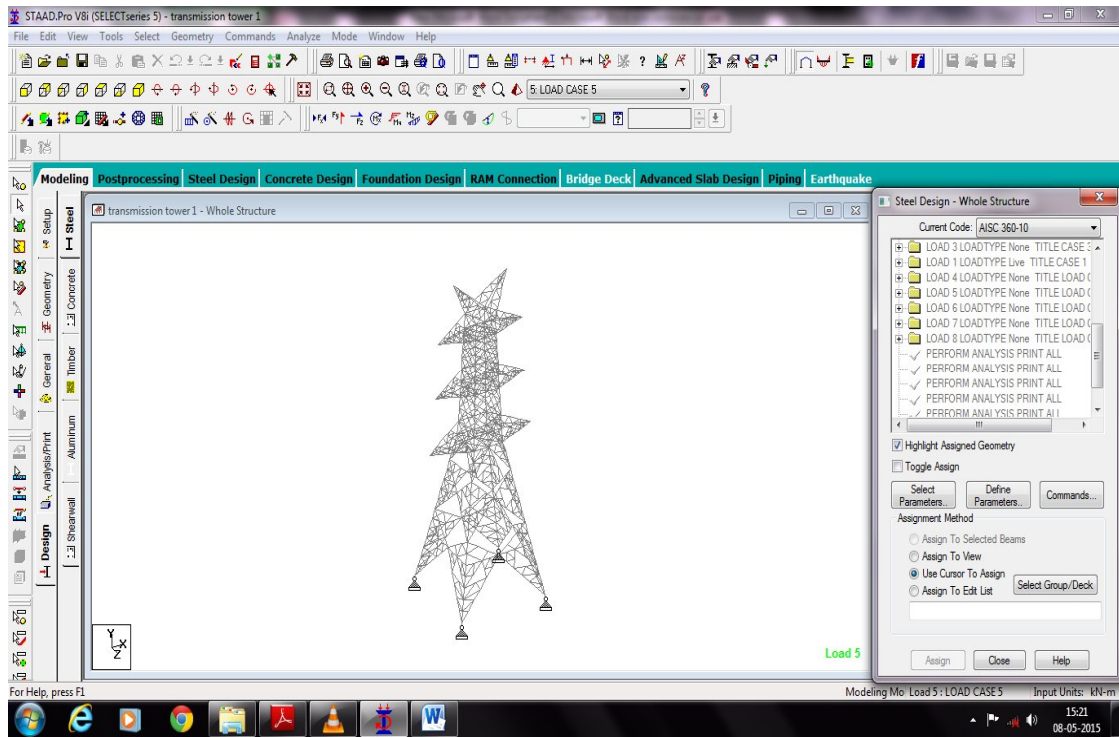 STAAD.Pro V8i (SELECTseries 5) - transmission tower 1
File Edit View Tools Select Geometry Commands Analyze Mode Window Help
5: LOAD CASE 5
Modeling Postprocessing Steel Design Concrete Design Foundation Design RAM Connection Bridge Deck Advanced Slab Design Piping Earthquake
Setup
Geometry
General
Analysis/Print
Design
Steel
Concrete
Timber
Aluminum
Shearwall
transmission tower 1 - Whole Structure
Y
X
Z
Load 5
Steel Design - Whole Structure
Current Code: AISC 360-10
LOAD 3 LOADTYPE None TITLE CASE 3
LOAD 1 LOADTYPE Live TITLE CASE 1
LOAD 4 LOADTYPE None TITLE LOAD
LOAD 5 LOADTYPE None TITLE LOAD
LOAD 6 LOADTYPE None TITLE LOAD
LOAD 7 LOADTYPE None TITLE LOAD
LOAD 8 LOADTYPE None TITLE LOAD
PERFORM ANALYSIS PRINT ALL
PERFORM ANALYSIS PRINT ALL
PERFORM ANALYSIS PRINT ALL
PERFORM ANALYSIS PRINT ALL
PERFORM ANALYSIS PRINT ALL
Highlight Assigned Geometry
Toggle Assign
Select Parameters...
Define Parameters...
Commands...
Assignment Method
Assign To Selected Beams
Assign To View
Use Cursor To Assign
Assign To Edit List
Select Group/Deck
Assign Close Help
For Help, press F1
Modeling Mo Load 5 : LOAD CASE 5 Input Units: kN-m
15:21
08-05-2015